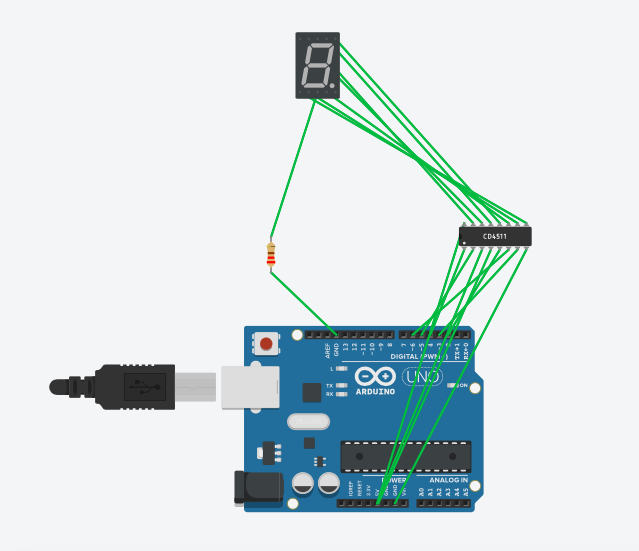 CD4511
AREF
GND
13
12
~11
~10
~9
8
7
~6
~5
4
2
TX→1
RX←0
DIGITAL (PWM~)
L
TX
RX
ARDUINO
UNO
ON
POWER
ANALOG IN
IOREF
RESET
3.3V
5V
GND
GND
Vin
A0
A1
A2
A3
A4
A5